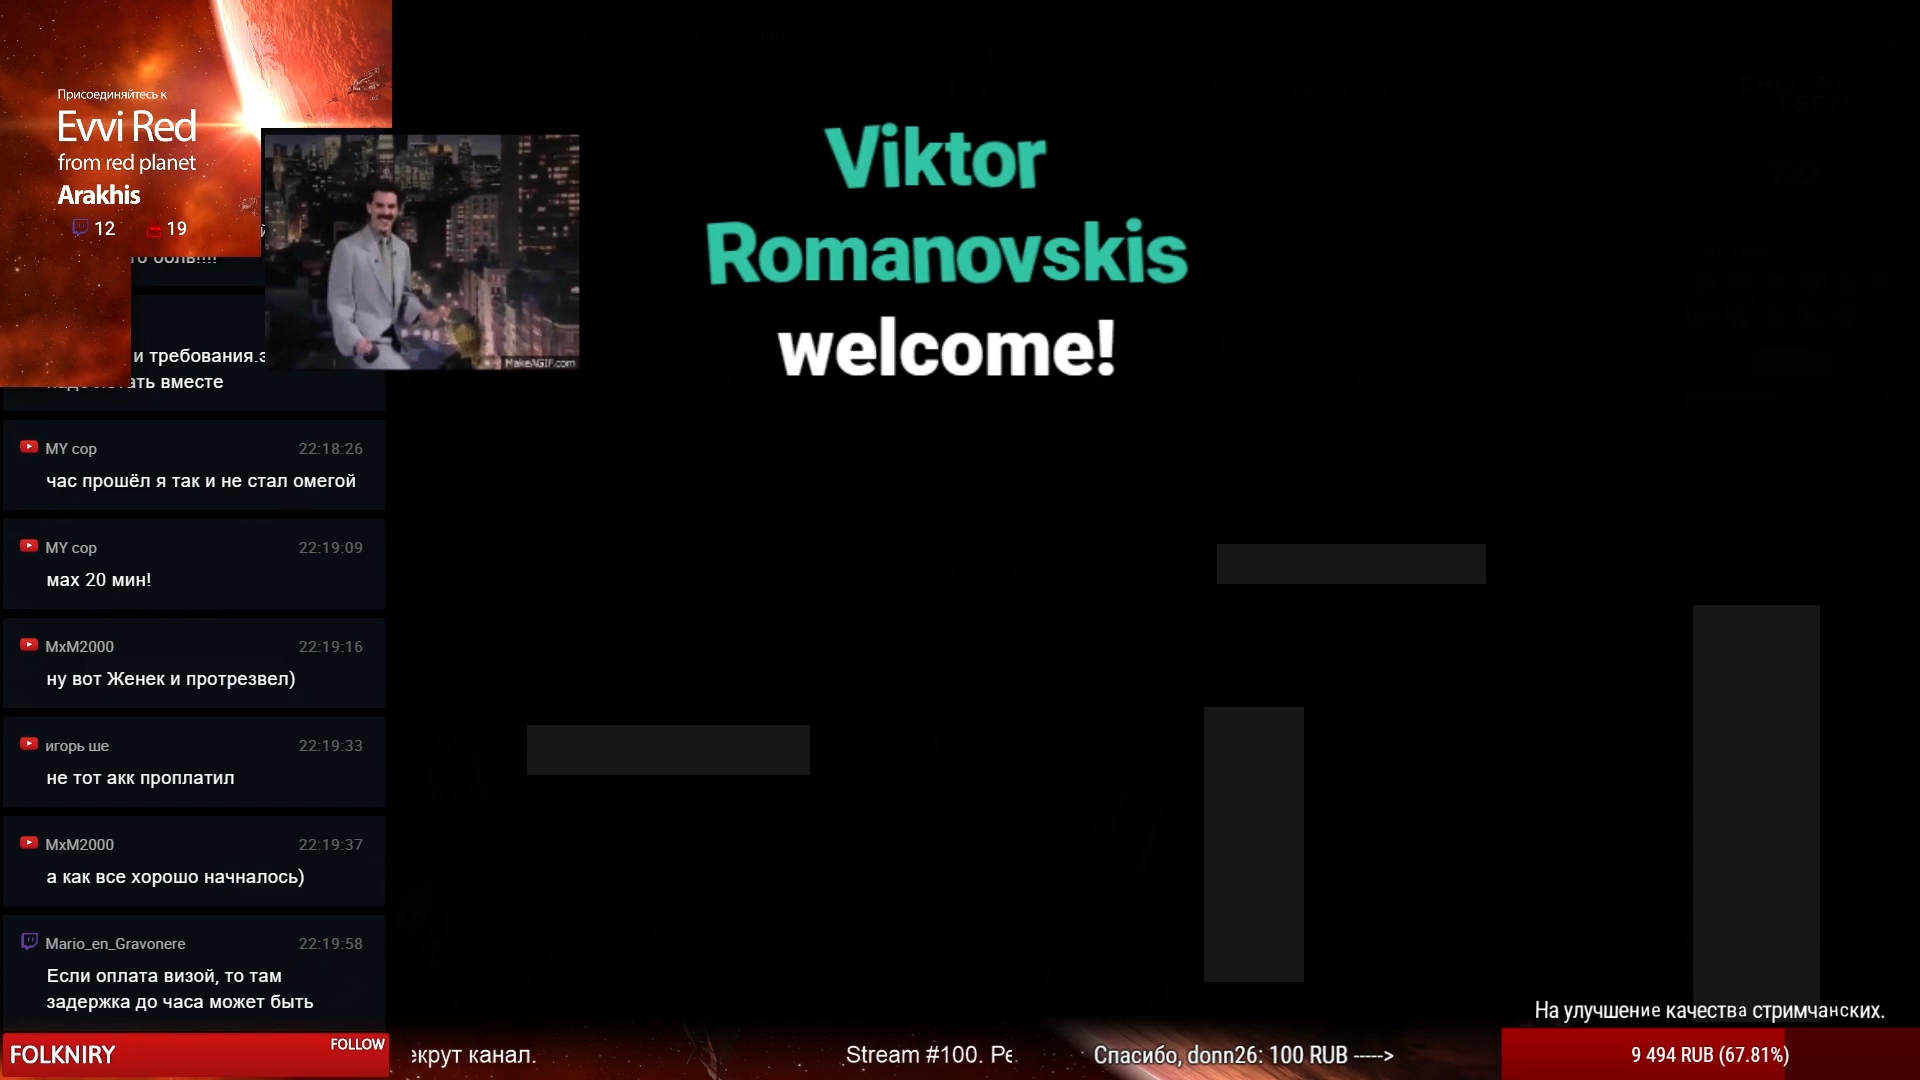 Присоединяйтесь к
Evvi Red
from red planet
Arakhis
12 19
боль!!!!
и требования.
вместе
MY cop 22:18:26
час прошёл я так и не стал омегой
MY cop 22:19:09
мах 20 мин!
MxM2000 22:19:16
ну вот Женек и протрезвел)
игорь ше 22:19:33
не тот акк проплатил
MxM2000 22:19:37
а как все хорошо начналось)
Mario_en_Gravonere 22:19:58
Если оплата визой, то там
задержка до часа может быть
FOLKNIRY FOLLOW
MakeAGIF.com
Viktor
Romanovskis
welcome!
екрут канал.
Stream #100. Ре
Спасибо, donn26: 100 RUB ----->
На улучшение качества стримчанских.
9 494 RUB (67.81%)